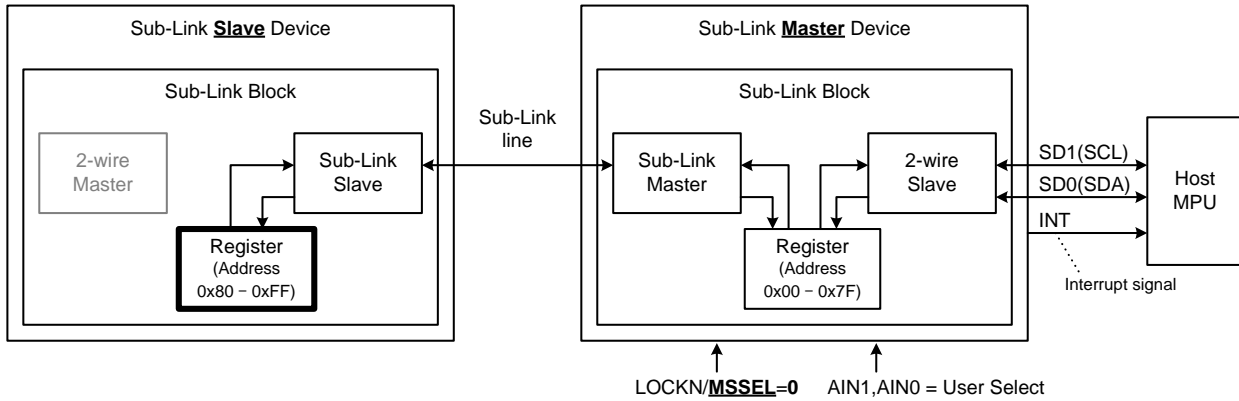 Sub-Link Slave Device
Sub-Link Block
2-wire
Master
Sub-Link
Slave
Register
(Address
0x80 – 0xFF)
Sub-Link
line
Sub-Link Master Device
Sub-Link Block
Sub-Link
Master
2-wire
Slave
Register
(Address
0x00 – 0x7F)
SD1(SCL)
SD0(SDA)
INT
Interrupt signal
Host
MPU
LOCKN/MSSEL=0
AIN1,AIN0 = User Select